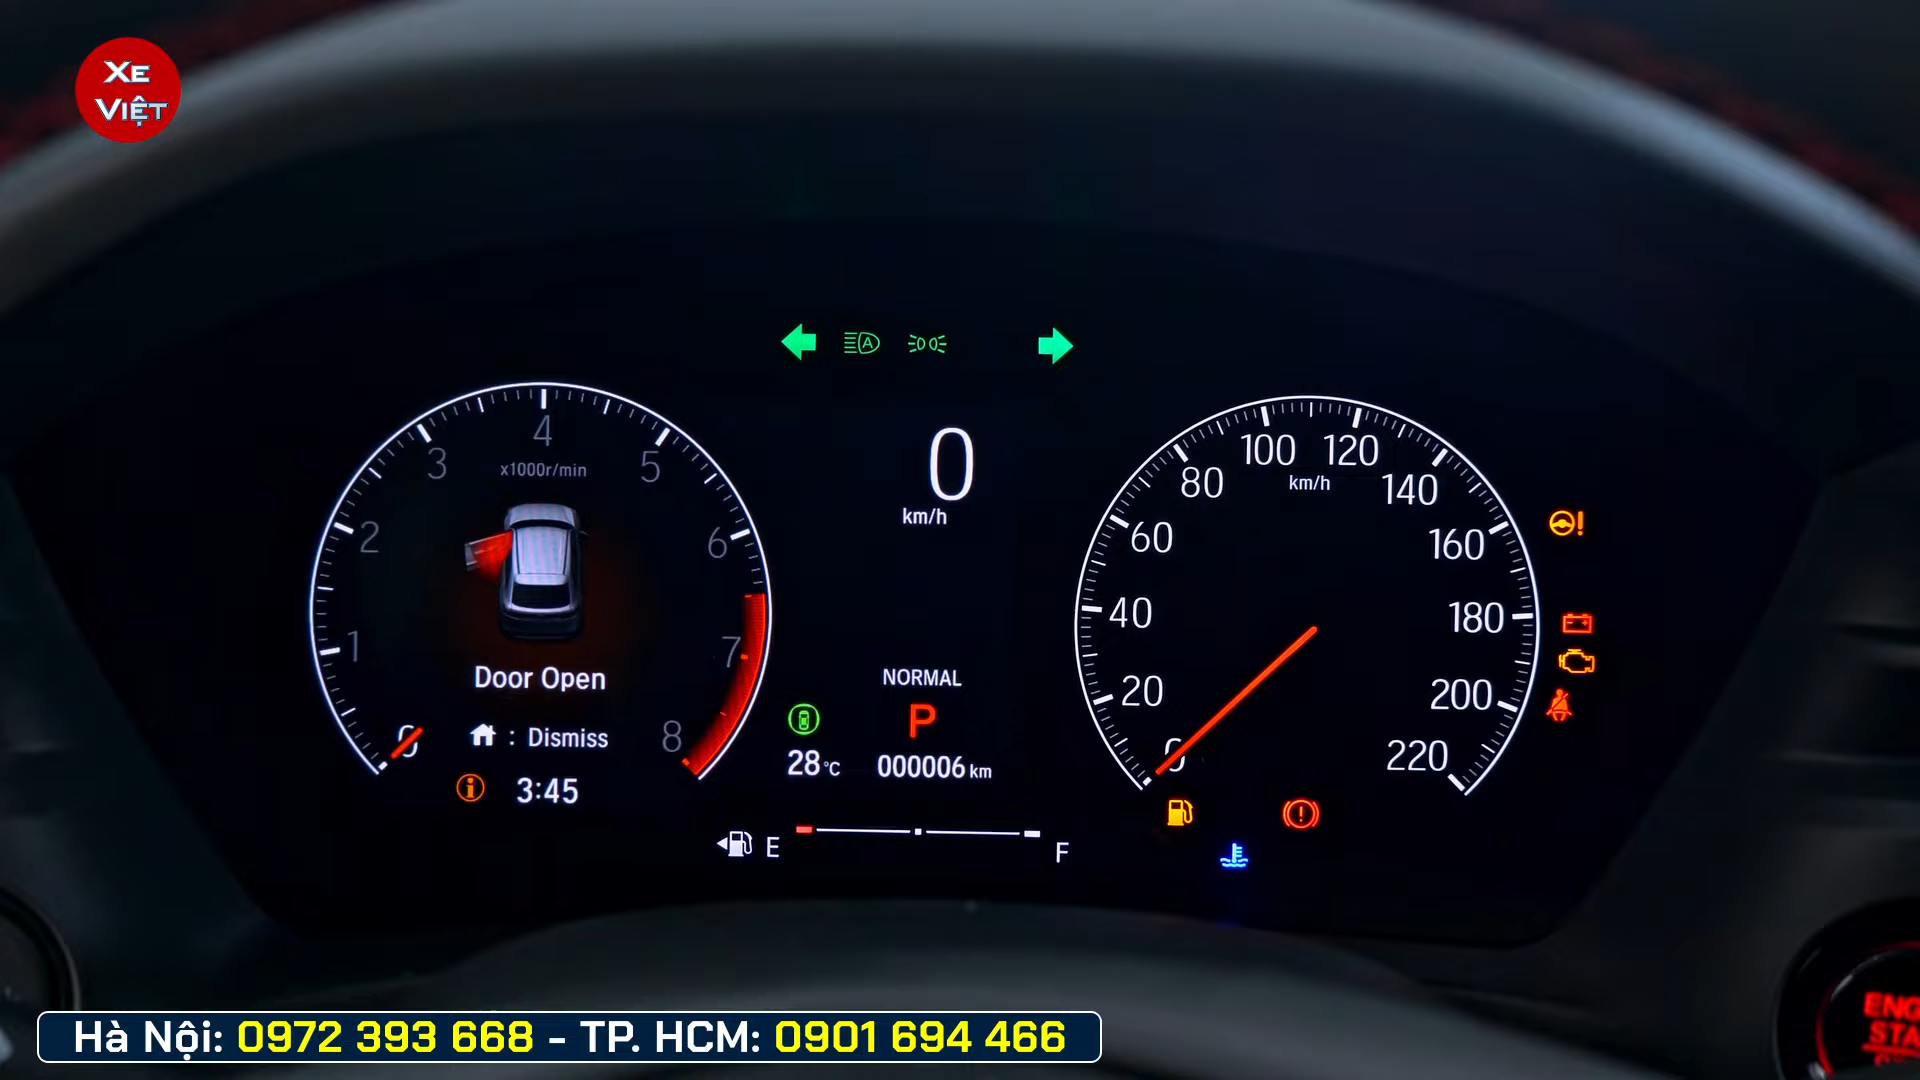 XE
VIỆT
A
4
3
5
x1000r/min
2
6
1
7
0
8
Door Open
: Dismiss
3:45
0
km/h
NORMAL
P
28°C
000006 km
E
F
100
120
80
km/h
140
60
160
40
180
20
200
0
220
Hà Nội: 0972 393 668 - TP. HCM: 0901 694 466